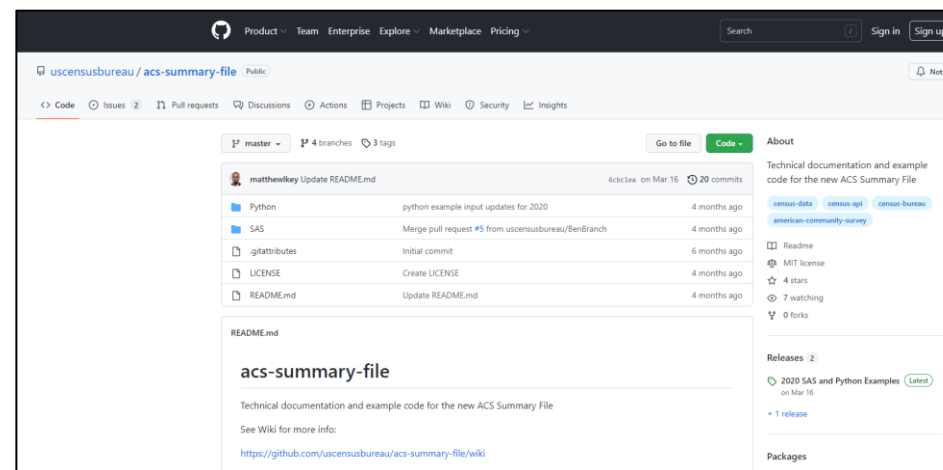 Product Team Enterprise Explore Marketplace Pricing Search / Sign in Sign up
uscensusbureau / acs-summary-file Public
Code Issues 2 Pull requests Discussions Actions Projects Wiki Security Insights
master 4 branches 3 tags Go to file Code
matthewlkey Update README.md 6cbc1ea on Mar 16 20 commits
Python python example input updates for 2020 4 months ago
SAS Merge pull request #5 from uscensusbureau/BenBranch 4 months ago
.gitattributes Initial commit 6 months ago
LICENSE Create LICENSE 4 months ago
README.md Update README.md 4 months ago
README.md
acs-summary-file
Technical documentation and example code for the new ACS Summary File
See Wiki for more info:
https://github.com/uscensusbureau/acs-summary-file/wiki
About
Technical documentation and example
code for the new ACS Summary File
census-data census-api census-bureau
american-community-survey
Readme
MIT license
4 stars
7 watching
0 forks
Releases 2
2020 SAS and Python Examples Latest
on Mar 16
+ 1 release
Packages